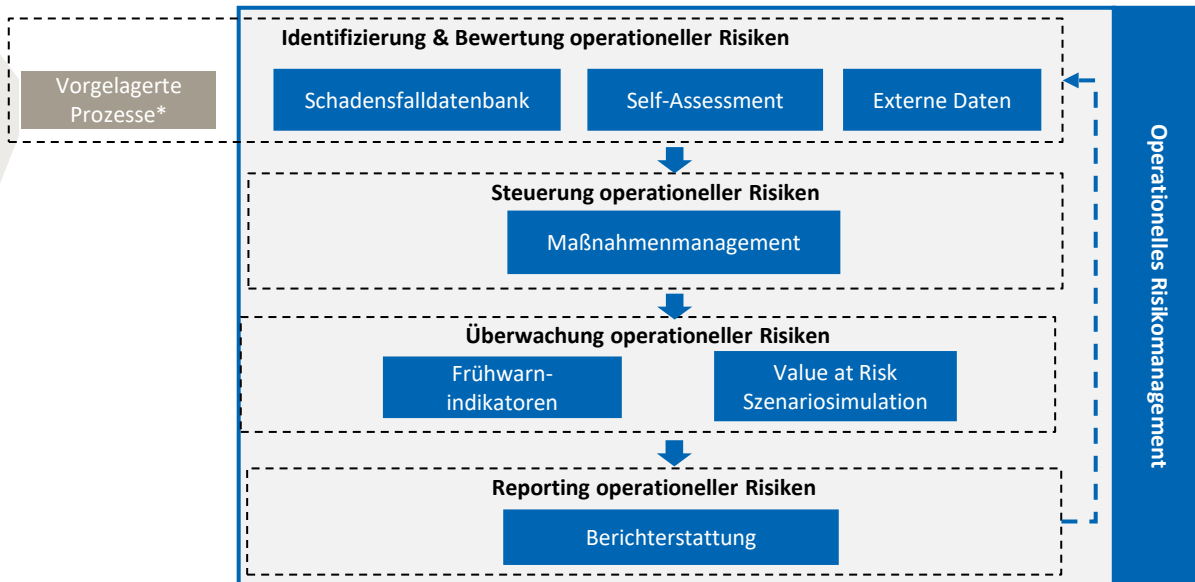 Identifizierung & Bewertung operationeller Risiken
Vorgelagerte
Prozesse*
Schadensfalldatenbank
Self-Assessment
Externe Daten
Steuerung operationeller Risiken
Maßnahmenmanagement
Überwachung operationeller Risiken
Frühwarn-
indikatoren
Value at Risk
Szenariosimulation
Reporting operationeller Risiken
Berichterstattung
Operationelles Risikomanagement